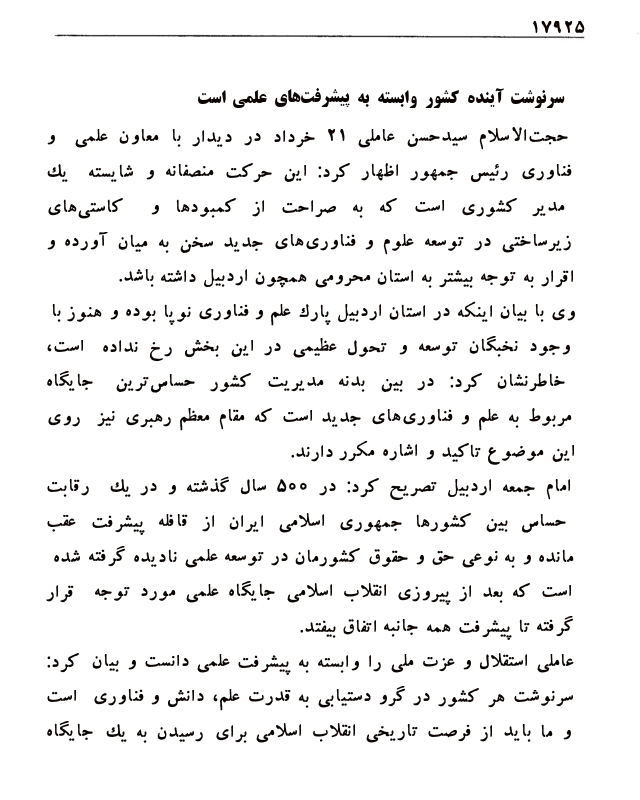 ۱۷۹۲۵
سرنوشت آینده کشور وابسته به پیشرفت‌های علمی است
حجت‌الاسلام سیدحسن عاملی ۲۱ خرداد در دیدار با معاون علمی و
فناوری رئیس جمهور اظهار کرد: این حرکت منصفانه و شایسته یك
مدیر کشوری است که به صراحت از کمبودها و کاستی‌های
زیرساختی در توسعه علوم و فناوری‌های جدید سخن به میان آورده و
اقرار به توجه بیشتر به استان محرومی همچون اردبیل داشته باشد.
وی با بیان اینکه در استان اردبیل پارك علم و فناوری نوپا بوده و هنوز با
وجود نخبگان توسعه و تحول عظیمی در این بخش رخ نداده است،
خاطرنشان کرد: در بین بدنه مدیریت کشور حساس‌ترین جایگاه
مربوط به علم و فناوری‌های جدید است که مقام معظم رهبری نیز روی
این موضوع تاکید و اشاره مکرر دارند.
امام جمعه اردبیل تصریح کرد: در ۵۰۰ سال گذشته و در یك رقابت
حساس بین کشورها جمهوری اسلامی ایران از قافله پیشرفت عقب
مانده و به نوعی حق و حقوق کشورمان در توسعه علمی نادیده گرفته شده
است که بعد از پیروزی انقلاب اسلامی جایگاه علمی مورد توجه قرار
گرفته تا پیشرفت همه جانبه اتفاق بیفتد.
عاملی استقلال و عزت ملی را وابسته به پیشرفت علمی دانست و بیان کرد:
سرنوشت هر کشور در گرو دستیابی به قدرت علم، دانش و فناوری است
و ما باید از فرصت تاریخی انقلاب اسلامی برای رسیدن به یك جایگاه